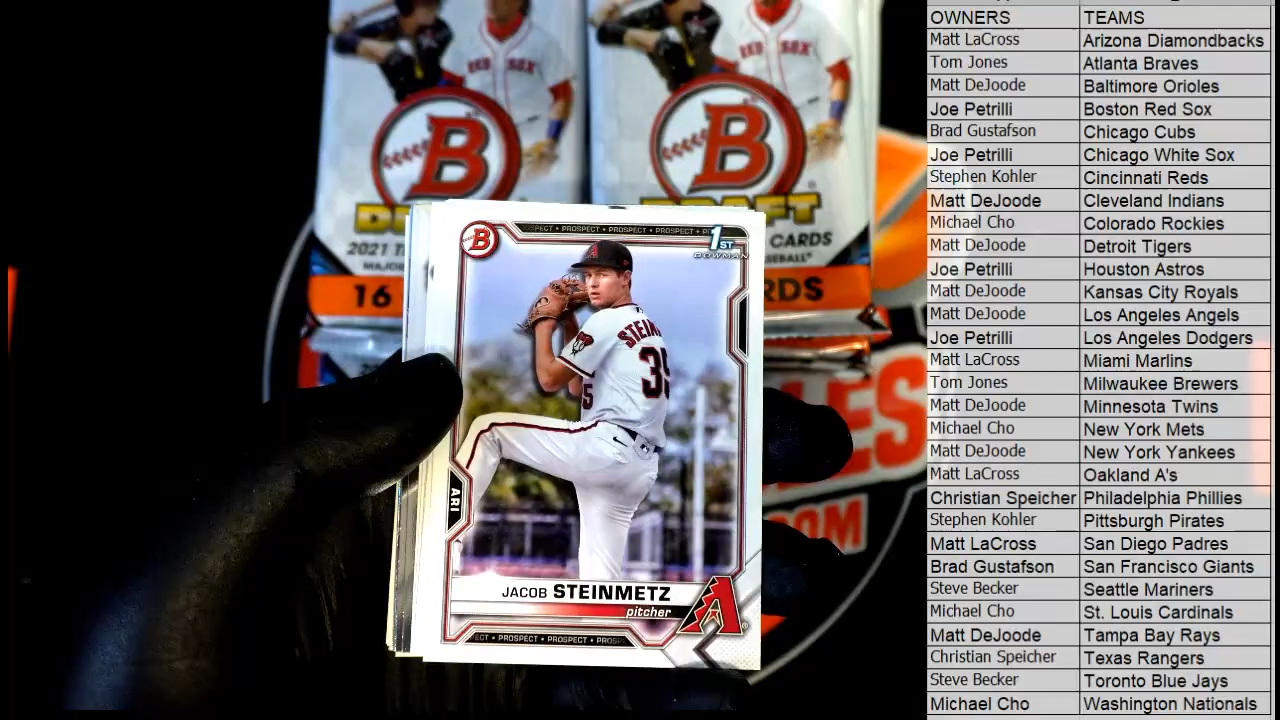 RED SOX
RED SOX
B
B
DRAFT
2021
CARDS
16
RDS
ES
.COM
B
PROSPECT • PROSPECT • PROSPECT
1ST
BOWMAN
35
ARI
JACOB STEINMETZ
pitcher
PROSPECT
OWNERS TEAMS
Matt LaCross Arizona Diamondbacks
Tom Jones Atlanta Braves
Matt DeJoode Baltimore Orioles
Joe Petrilli Boston Red Sox
Brad Gustafson Chicago Cubs
Joe Petrilli Chicago White Sox
Stephen Kohler Cincinnati Reds
Matt DeJoode Cleveland Indians
Michael Cho Colorado Rockies
Matt DeJoode Detroit Tigers
Joe Petrilli Houston Astros
Matt DeJoode Kansas City Royals
Matt DeJoode Los Angeles Angels
Joe Petrilli Los Angeles Dodgers
Matt LaCross Miami Marlins
Tom Jones Milwaukee Brewers
Matt DeJoode Minnesota Twins
Michael Cho New York Mets
Matt DeJoode New York Yankees
Matt LaCross Oakland A's
Christian Speicher Philadelphia Phillies
Stephen Kohler Pittsburgh Pirates
Matt LaCross San Diego Padres
Brad Gustafson San Francisco Giants
Steve Becker Seattle Mariners
Michael Cho St. Louis Cardinals
Matt DeJoode Tampa Bay Rays
Christian Speicher Texas Rangers
Steve Becker Toronto Blue Jays
Michael Cho Washington Nationals